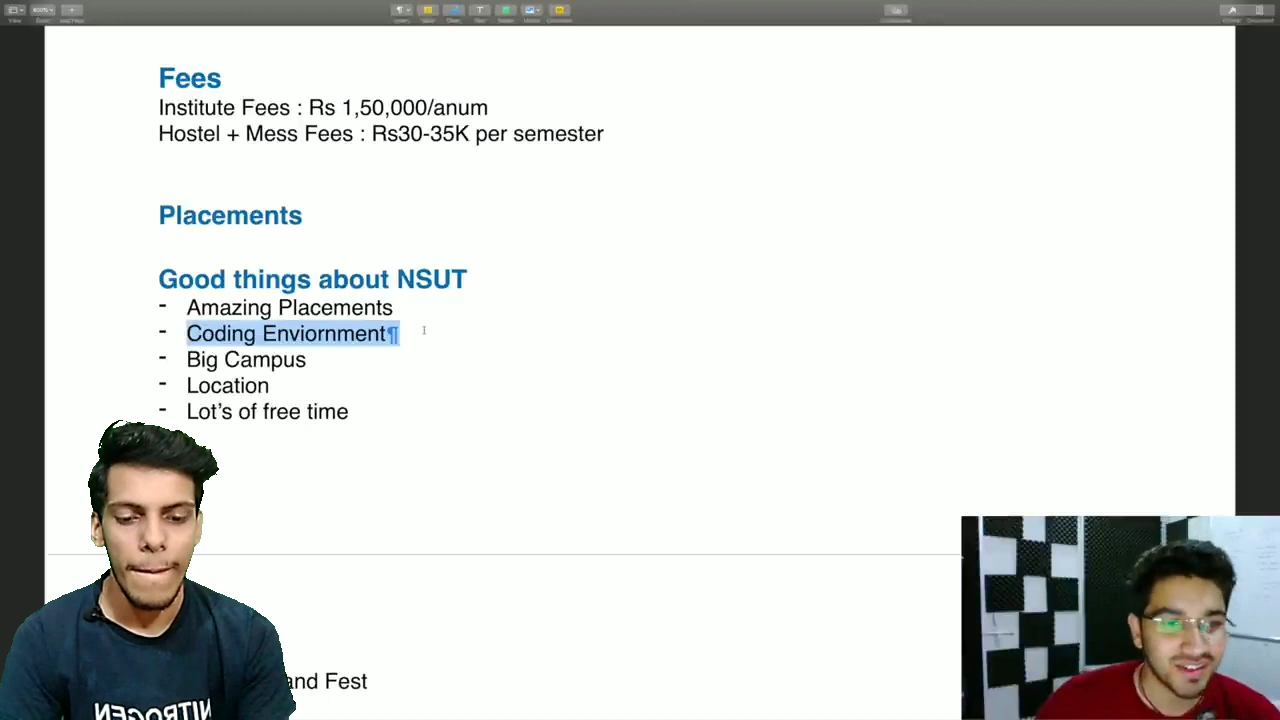 Fees
Institute Fees : Rs 1,50,000/anum
Hostel + Mess Fees : Rs30-35K per semester
Placements
Good things about NSUT
- Amazing Placements
- Coding Enviornment¶
- Big Campus
- Location
- Lot's of free time
and Fest
NITROGEN